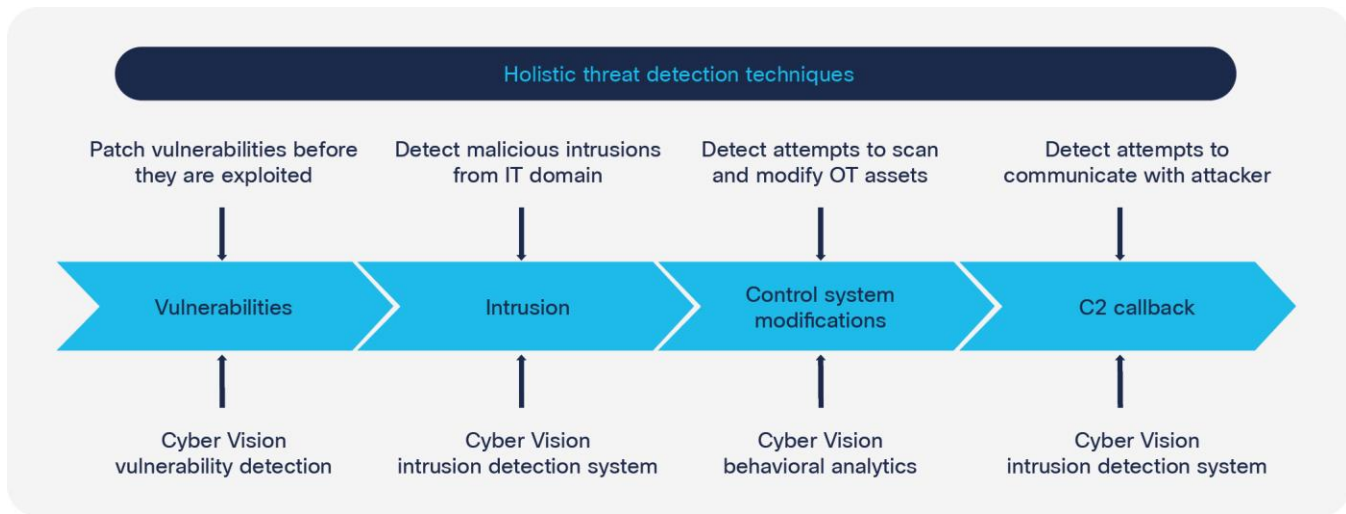 Holistic threat detection techniques
Patch vulnerabilities before
they are exploited
Detect malicious intrusions
from IT domain
Detect attempts to scan
and modify OT assets
Detect attempts to
communicate with attacker
Vulnerabilities
Intrusion
Control system
modifications
C2 callback
Cyber Vision
vulnerability detection
Cyber Vision
intrusion detection system
Cyber Vision
behavioral analytics
Cyber Vision
intrusion detection system